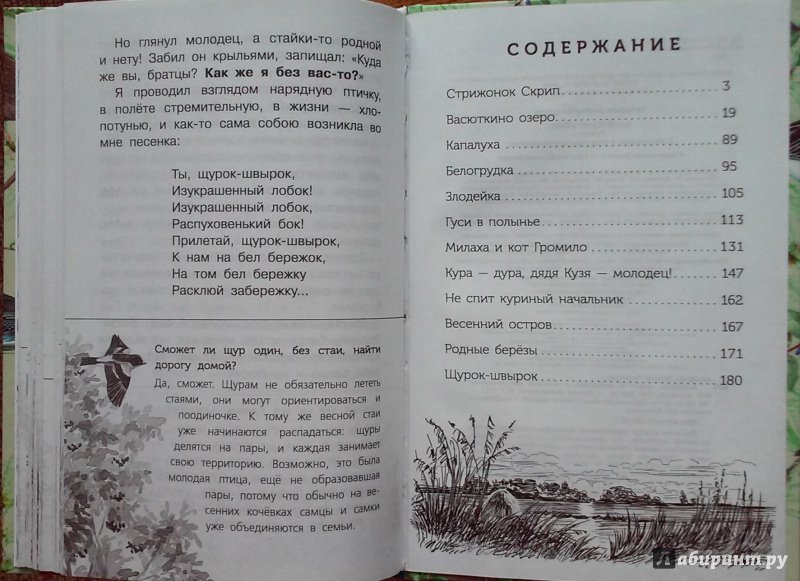 Но глянул молодец, а стайки-то родной
и нету! Забил он крыльями, запищал: «Куда
же вы, братцы? Как же я без вас-то?»
Я проводил взглядом нарядную птичку,
в полёте стремительную, в жизни — хло-
потунью, и как-то сама собою возникла во
мне песенка:
Ты, щурок-швырок,
Изукрашенный лобок!
Изукрашенный лобок,
Распуховенький бок!
Прилетай, щурок-швырок,
К нам на бел бережок,
На том бел бережку
Расклюй забережку...
Сможет ли щур один, без стаи, найти
дорогу домой?
Да, сможет. Щурам не обязательно лететь
стаями, они могут ориентироваться и
поодиночке. К тому же весной стаи
уже начинаются распадаться: щуры
делятся на пары, и каждая занимает
свою территорию. Возможно, это была
молодая птица, ещё не образовавшая
пары, потому что обычно на ве-
сенних кочёвках самцы и самки
уже объединяются в семьи.
СОДЕРЖАНИЕ
Стрижонок Скрип 3
Васюткино озеро 19
Капалуха 89
Белогрудка 95
Злодейка 105
Гуси в полынье 113
Милаха и кот Громило 131
Кура — дура, дядя Кузя — молодец! 147
Не спит куриный начальник 162
Весенний остров 167
Родные берёзы 171
Щурок-швырок 180
Лабиринт.ру